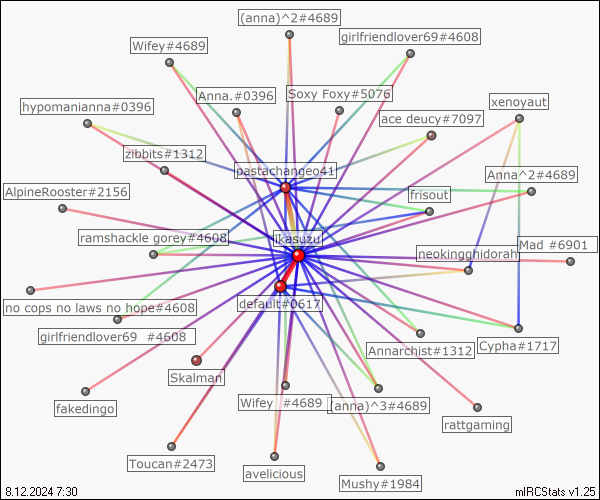 (anna)^2#4689
girlfriendlover69#4608
Wifey#4689
Anna.#0396
Soxy Foxy#5076
hypomanianna#0396
xenoyaut
ace deucy#7097
zibbits#1312
pastachangeo41
Anna^2#4689
AlpineRooster#2156
frisout
ramshackle gorey#4608
ikasuzu
neokingghidorah
Mad #6901
no cops no laws no hope#4608
default#0617
girlfriendlover69 #4608
Annarchist#1312
Cypha#1717
Skalman
fakedingo
Wifey #4689
(anna)^3#4689
rattgaming
Toucan#2473
avelicious
Mushy#1984
8.12.2024 7:30
mIRCStats v1.25